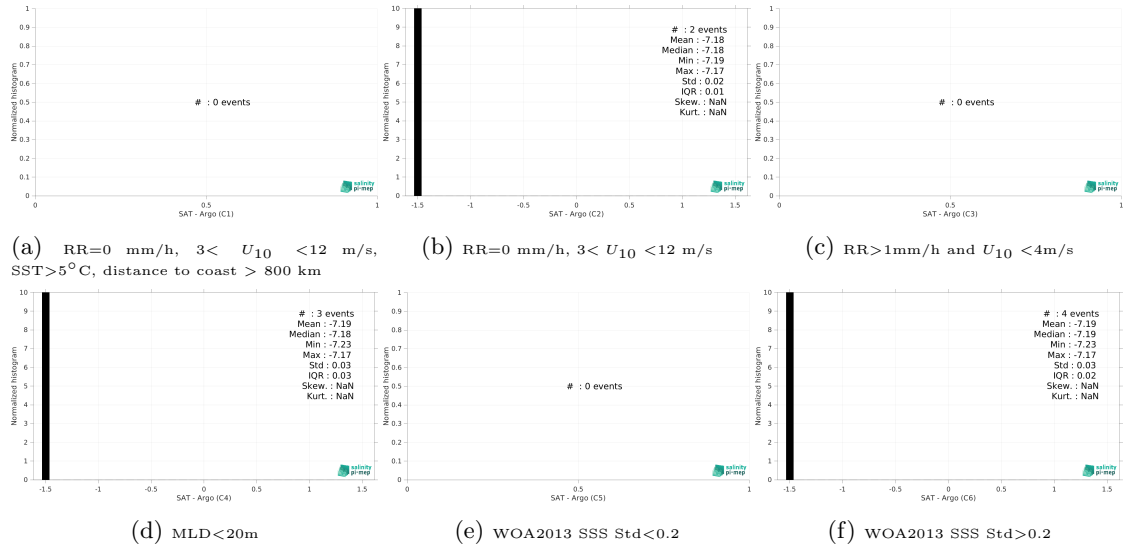 1
0.9
0.8
0.7
0.6
0.5
0.4
0.3
0.2
0.1
0
Normalized histogram
# : 0 events
salinity
pi-mep
0 0.5 1
SAT - Argo (C1)
(a) RR=0 mm/h, 3< U10 <12 m/s,
SST>5°C, distance to coast > 800 km
10
9
8
7
6
5
4
3
2
1
0
Normalized histogram
# : 2 events
Mean : -7.18
Median : -7.18
Min : -7.19
Max : -7.17
Std : 0.02
IQR : 0.01
Skew. : NaN
Kurt. : NaN
salinity
pi-mep
-1.5 -1 -0.5 0 0.5 1 1.5
SAT - Argo (C2)
(b) RR=0 mm/h, 3< U10 <12 m/s
1
0.9
0.8
0.7
0.6
0.5
0.4
0.3
0.2
0.1
0
Normalized histogram
# : 0 events
salinity
pi-mep
0 0.5 1
SAT - Argo (C3)
(c) RR>1mm/h and U10 <4m/s
10
9
8
7
6
5
4
3
2
1
0
Normalized histogram
# : 3 events
Mean : -7.19
Median : -7.18
Min : -7.23
Max : -7.17
Std : 0.03
IQR : 0.03
Skew. : NaN
Kurt. : NaN
salinity
pi-mep
-1.5 -1 -0.5 0 0.5 1 1.5
SAT - Argo (C4)
(d) MLD<20m
1
0.9
0.8
0.7
0.6
0.5
0.4
0.3
0.2
0.1
0
Normalized histogram
# : 0 events
salinity
pi-mep
0 0.5 1
SAT - Argo (C5)
(e) WOA2013 SSS Std<0.2
10
9
8
7
6
5
4
3
2
1
0
Normalized histogram
# : 4 events
Mean : -7.19
Median : -7.19
Min : -7.23
Max : -7.17
Std : 0.03
IQR : 0.02
Skew. : NaN
Kurt. : NaN
salinity
pi-mep
-1.5 -1 -0.5 0 0.5 1 1.5
SAT - Argo (C6)
(f) WOA2013 SSS Std>0.2